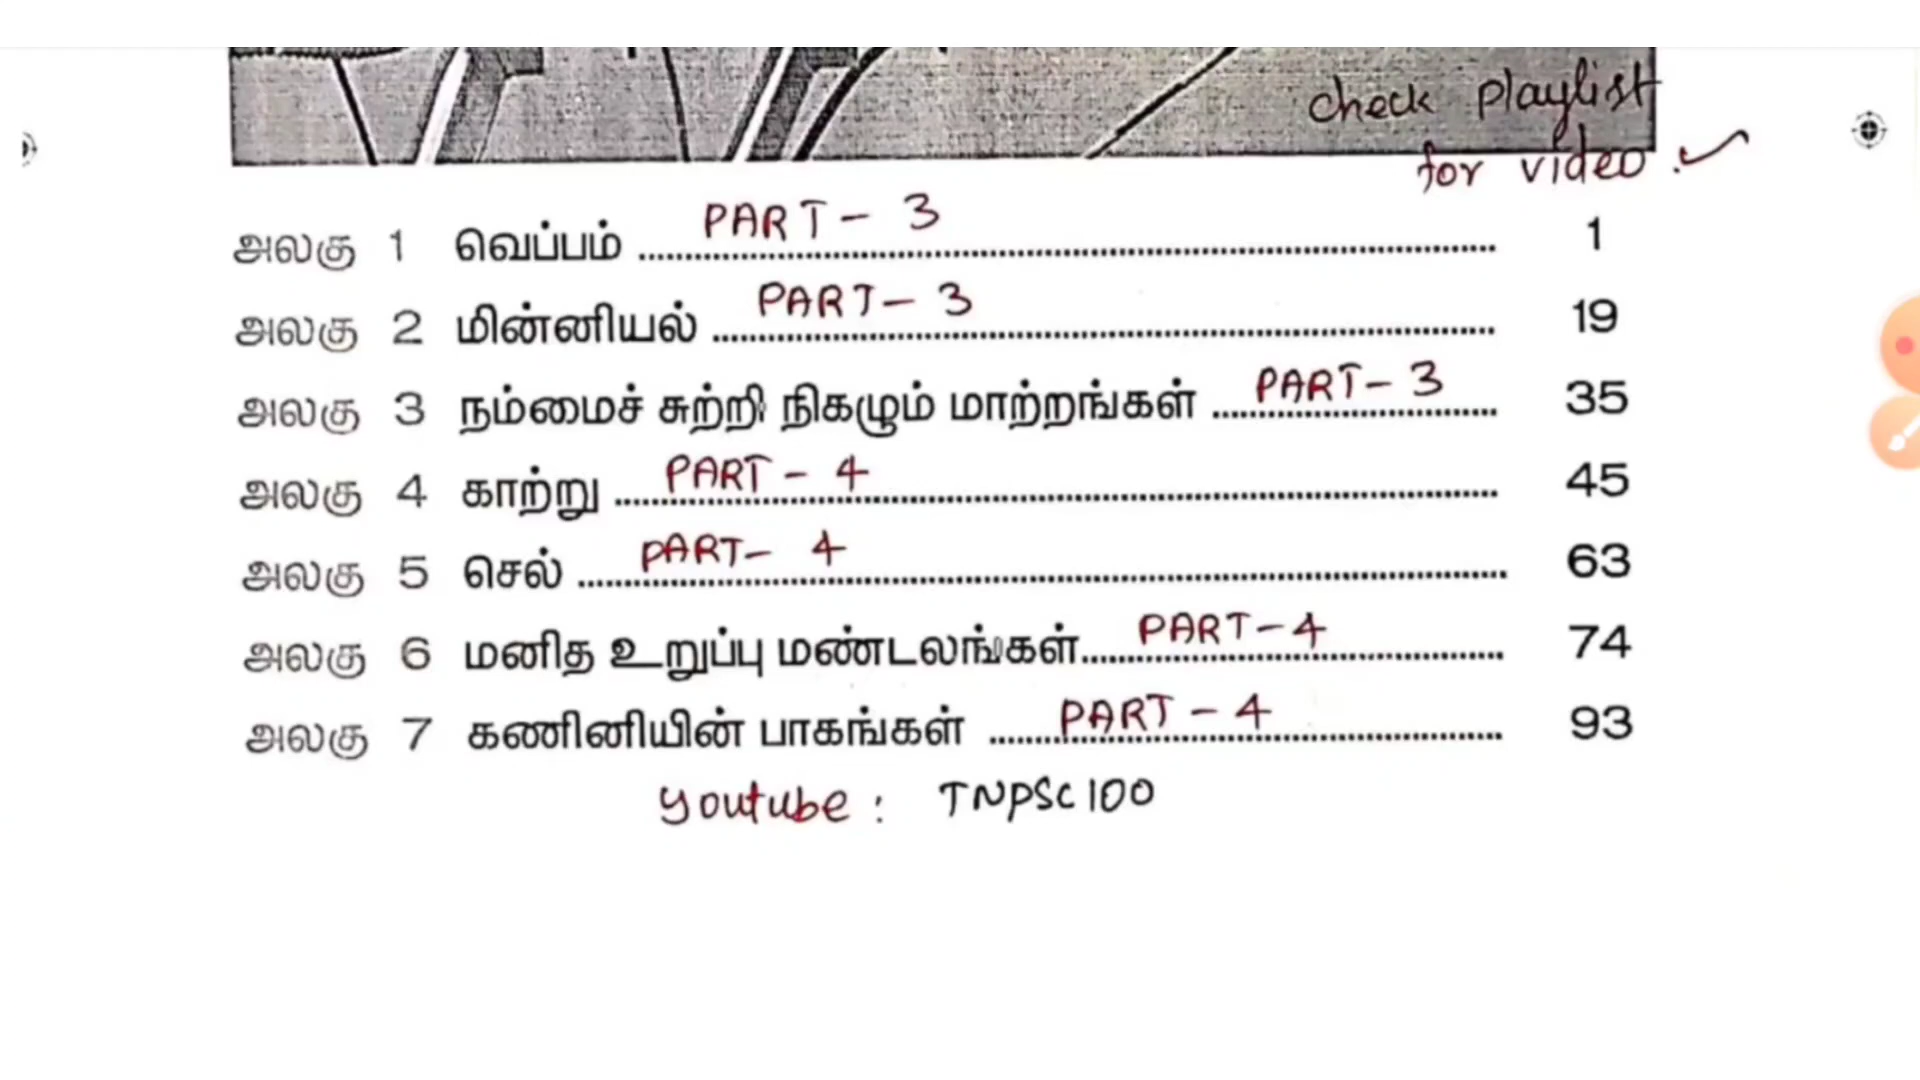 check playlist
for video.
அலகு 1 வெப்பம் ........ PART - 3 ........ 1
அலகு 2 மின்னியல் ........ PART - 3 ........ 19
அலகு 3 நம்மைச் சுற்றி நிகழும் மாற்றங்கள் ........ PART - 3 ........ 35
அலகு 4 காற்று ........ PART - 4 ........ 45
அலகு 5 செல் ........ PART - 4 ........ 63
அலகு 6 மனித உறுப்பு மண்டலங்கள் ........ PART - 4 ........ 74
அலகு 7 கணினியின் பாகங்கள் ........ PART - 4 ........ 93
youtube : TNPSC 100